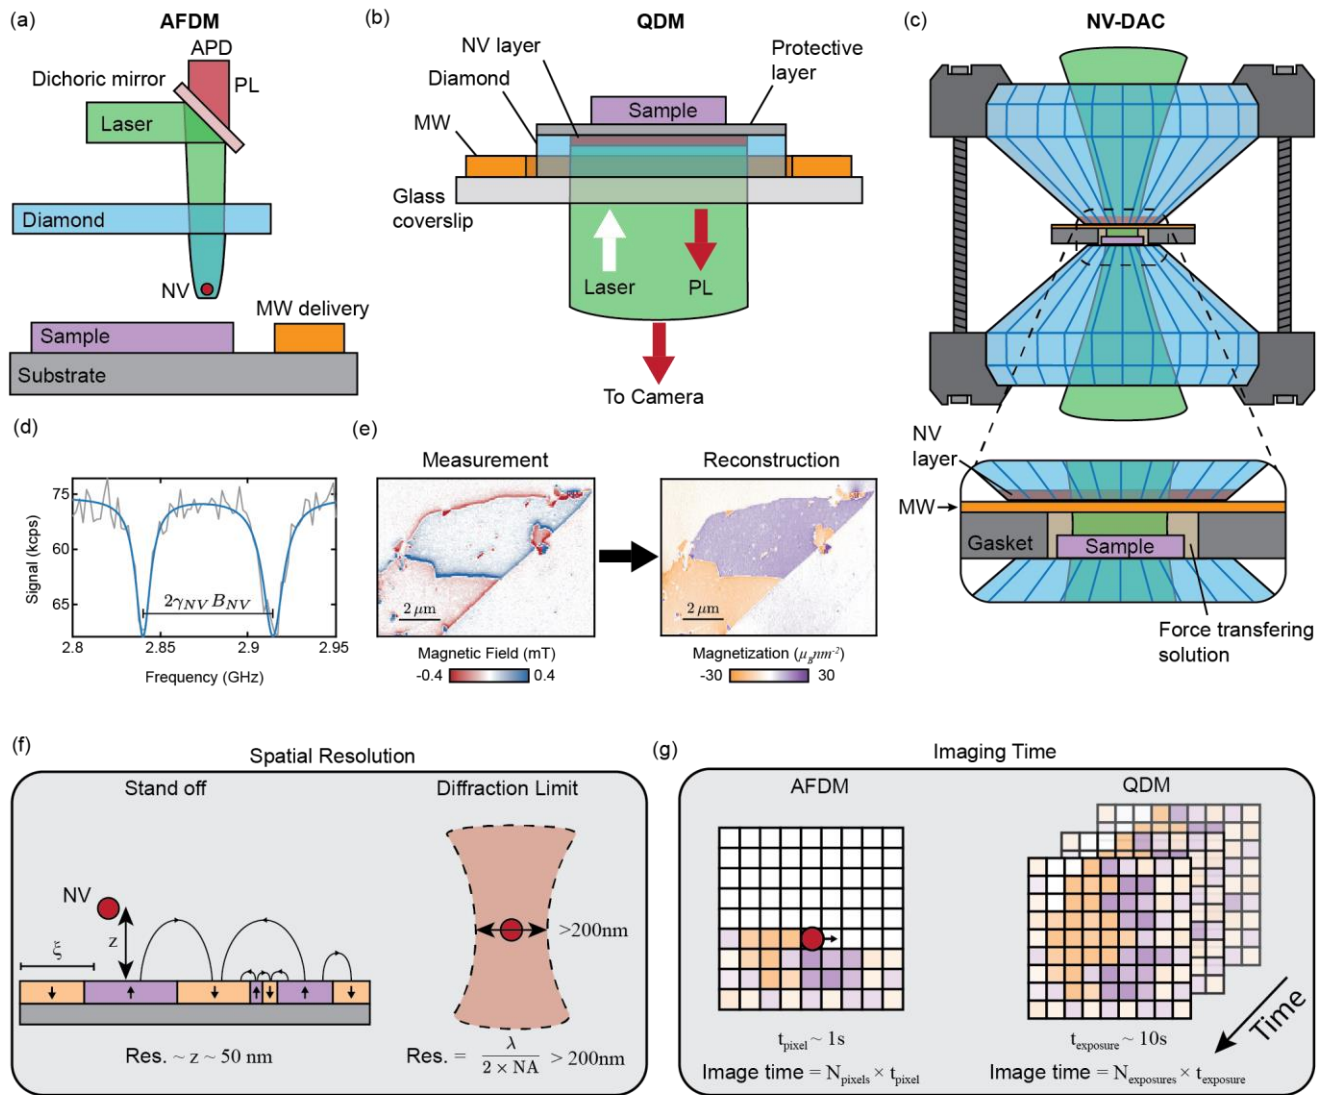 (a)
AFDM
APD
Dichoric mirror
PL
Laser
Diamond
NV
MW delivery
Sample
Substrate
(b)
QDM
NV layer
Protective
layer
Diamond
Sample
MW
Glass
coverslip
Laser
PL
To Camera
(c)
NV-DAC
NV
layer
MW
Gasket
Sample
Force transfering
solution
(d)
75
60
65
Signal (kcps)
2γNV BNV
2.8
2.85
2.9
2.95
Frequency (GHz)
(e)
Measurement
Reconstruction
2 μm
2 μm
Magnetic Field (mT)
-0.4
0.4
Magnetization (μB nm⁻²)
-30
30
(f)
Spatial Resolution
Stand off
Diffraction Limit
NV
z
ξ
>200nm
Res. ~ z ~ 50 nm
Res. = λ / 2 × NA > 200nm
(g)
Imaging Time
AFDM
QDM
Time
tpixel ~ 1s
texposure ~ 10s
Image time = Npixels × tpixel
Image time = Nexposures × texposure